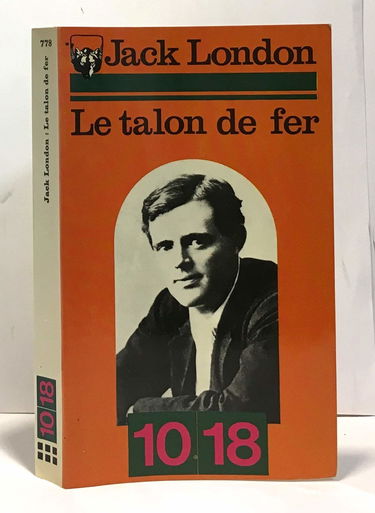 Jack London
Le talon de fer
10 18
778
Jack London : Le talon de fer
10 18